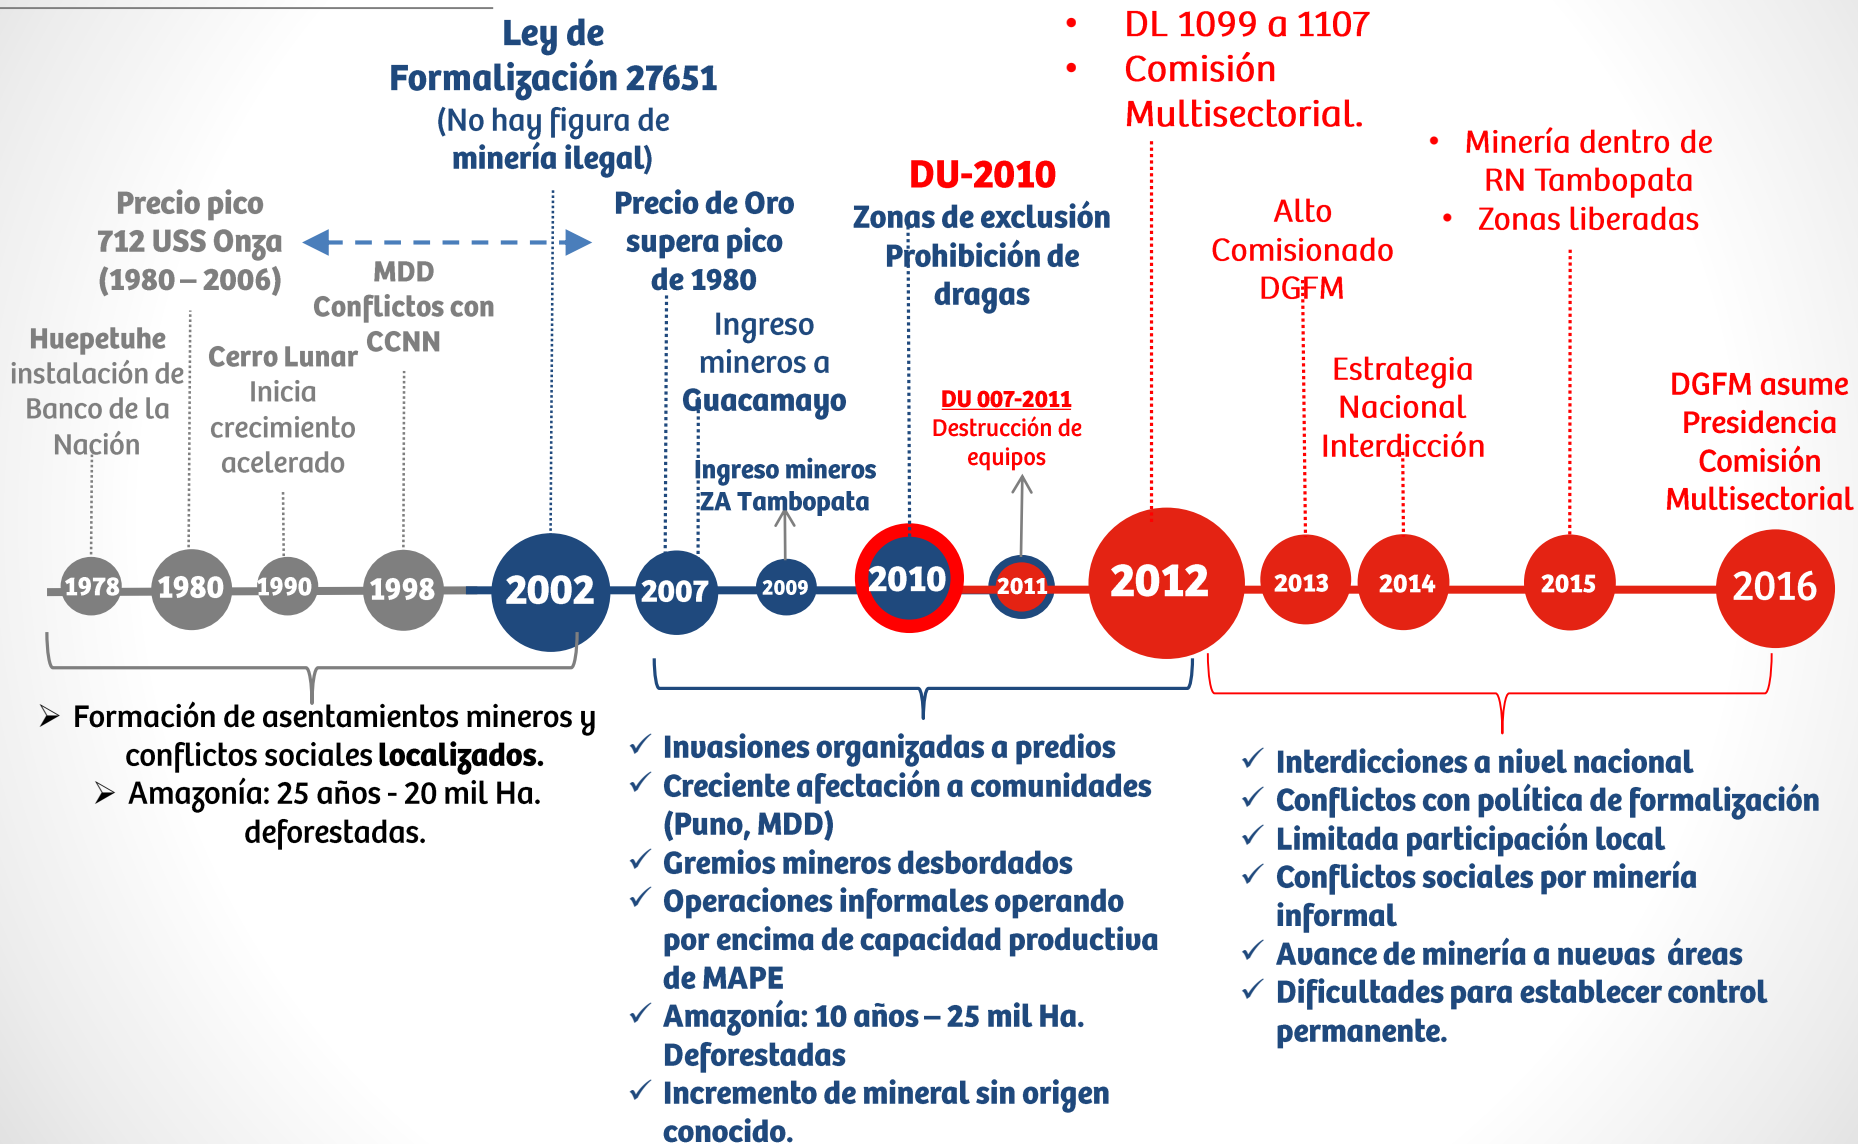 Ley de
Formalización 27651
(No hay figura de
minería ilegal)
• DL 1099 a 1107
• Comisión
Multisectorial.
Precio pico
712 USS Onza
(1980 – 2006)
MDD
Conflictos con
CCNN
Precio de Oro
supera pico
de 1980
DU-2010
Zonas de exclusión
Prohibición de
dragas
Alto
Comisionado
DGFM
• Minería dentro de
RN Tambopata
• Zonas liberadas
Huepetuhe
instalación de
Banco de la
Nación
Cerro Lunar
Inicia
crecimiento
acelerado
Ingreso
mineros a
Guacamayo
Ingreso mineros
ZA Tambopata
DU 007-2011
Destrucción de
equipos
Estrategia
Nacional
Interdicción
DGFM asume
Presidencia
Comisión
Multisectorial
1978
1980
1990
1998
2002
2007
2009
2010
2011
2012
2013
2014
2015
2016
➢ Formación de asentamientos mineros y
conflictos sociales localizados.
➢ Amazonía: 25 años - 20 mil Ha.
deforestadas.
✓ Invasiones organizadas a predios
✓ Creciente afectación a comunidades
(Puno, MDD)
✓ Gremios mineros desbordados
✓ Operaciones informales operando
por encima de capacidad productiva
de MAPE
✓ Amazonía: 10 años – 25 mil Ha.
Deforestadas
✓ Incremento de mineral sin origen
conocido.
✓ Interdicciones a nivel nacional
✓ Conflictos con política de formalización
✓ Limitada participación local
✓ Conflictos sociales por minería
informal
✓ Avance de minería a nuevas áreas
✓ Dificultades para establecer control
permanente.